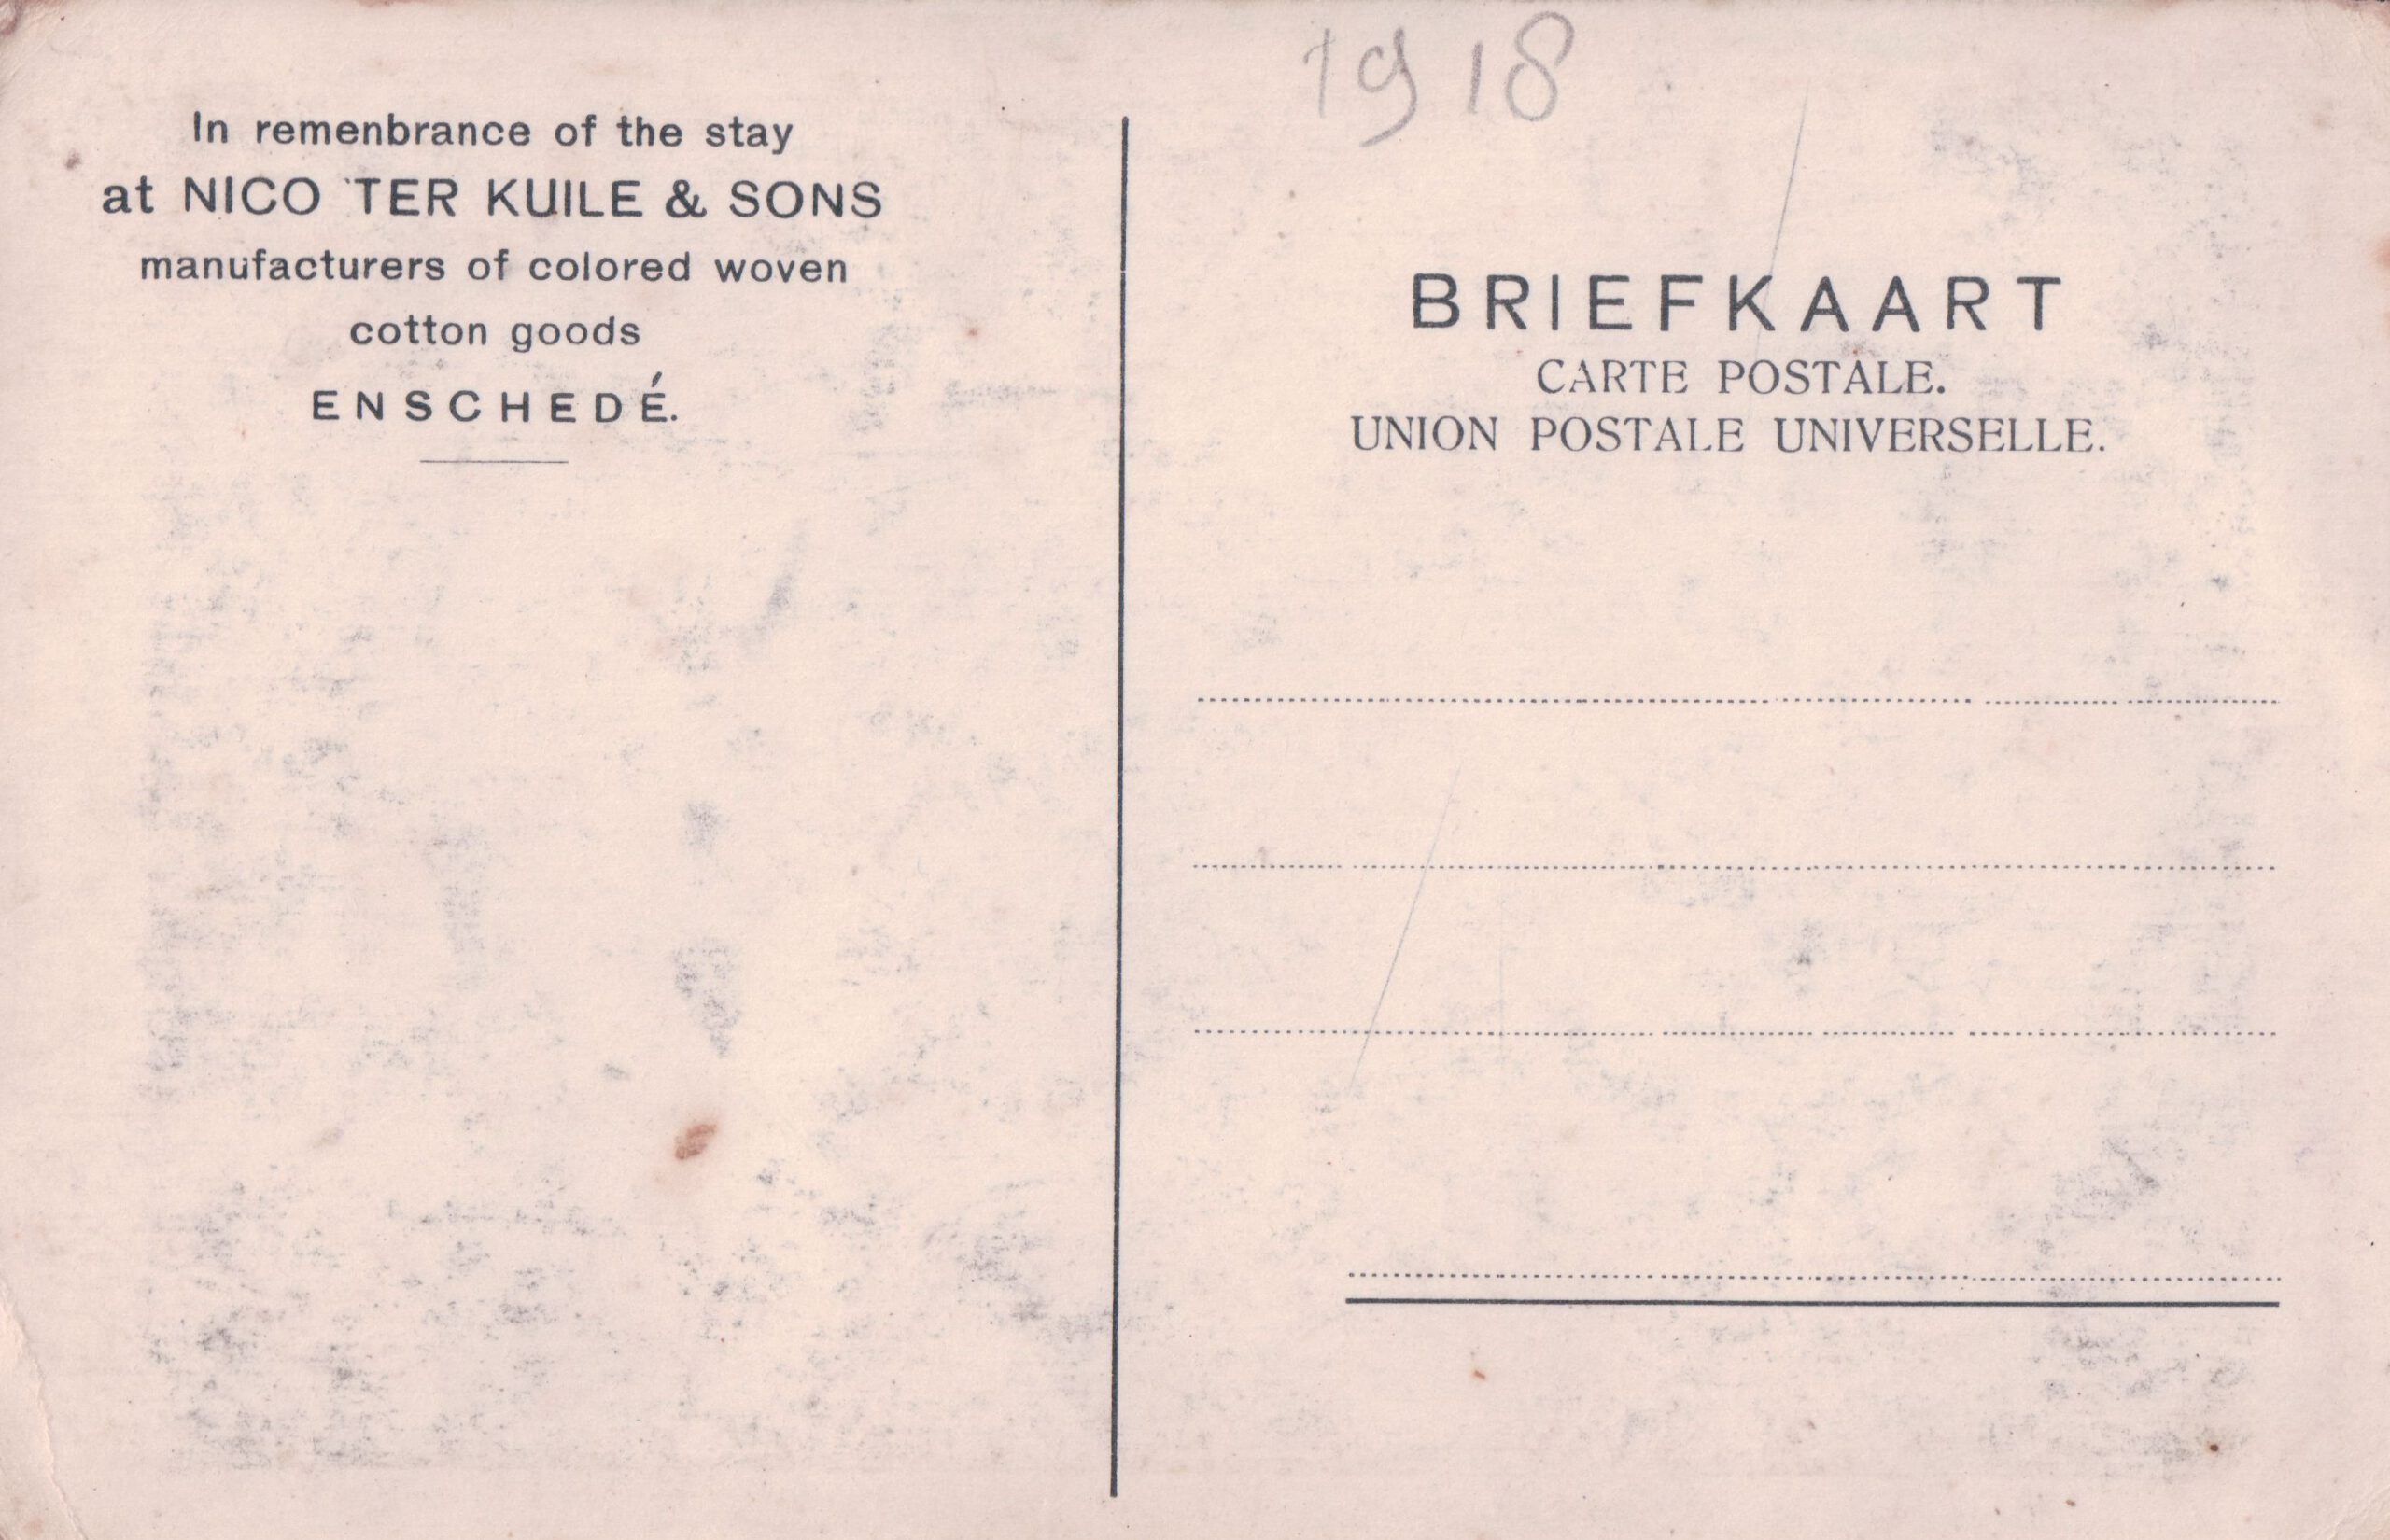 In remenbrance of the stay
at NICO TER KUILE & SONS
manufacturers of colored woven
cotton goods
ENSCHEDÉ.
1918
BRIEFKAART
CARTE POSTALE.
UNION POSTALE UNIVERSELLE.